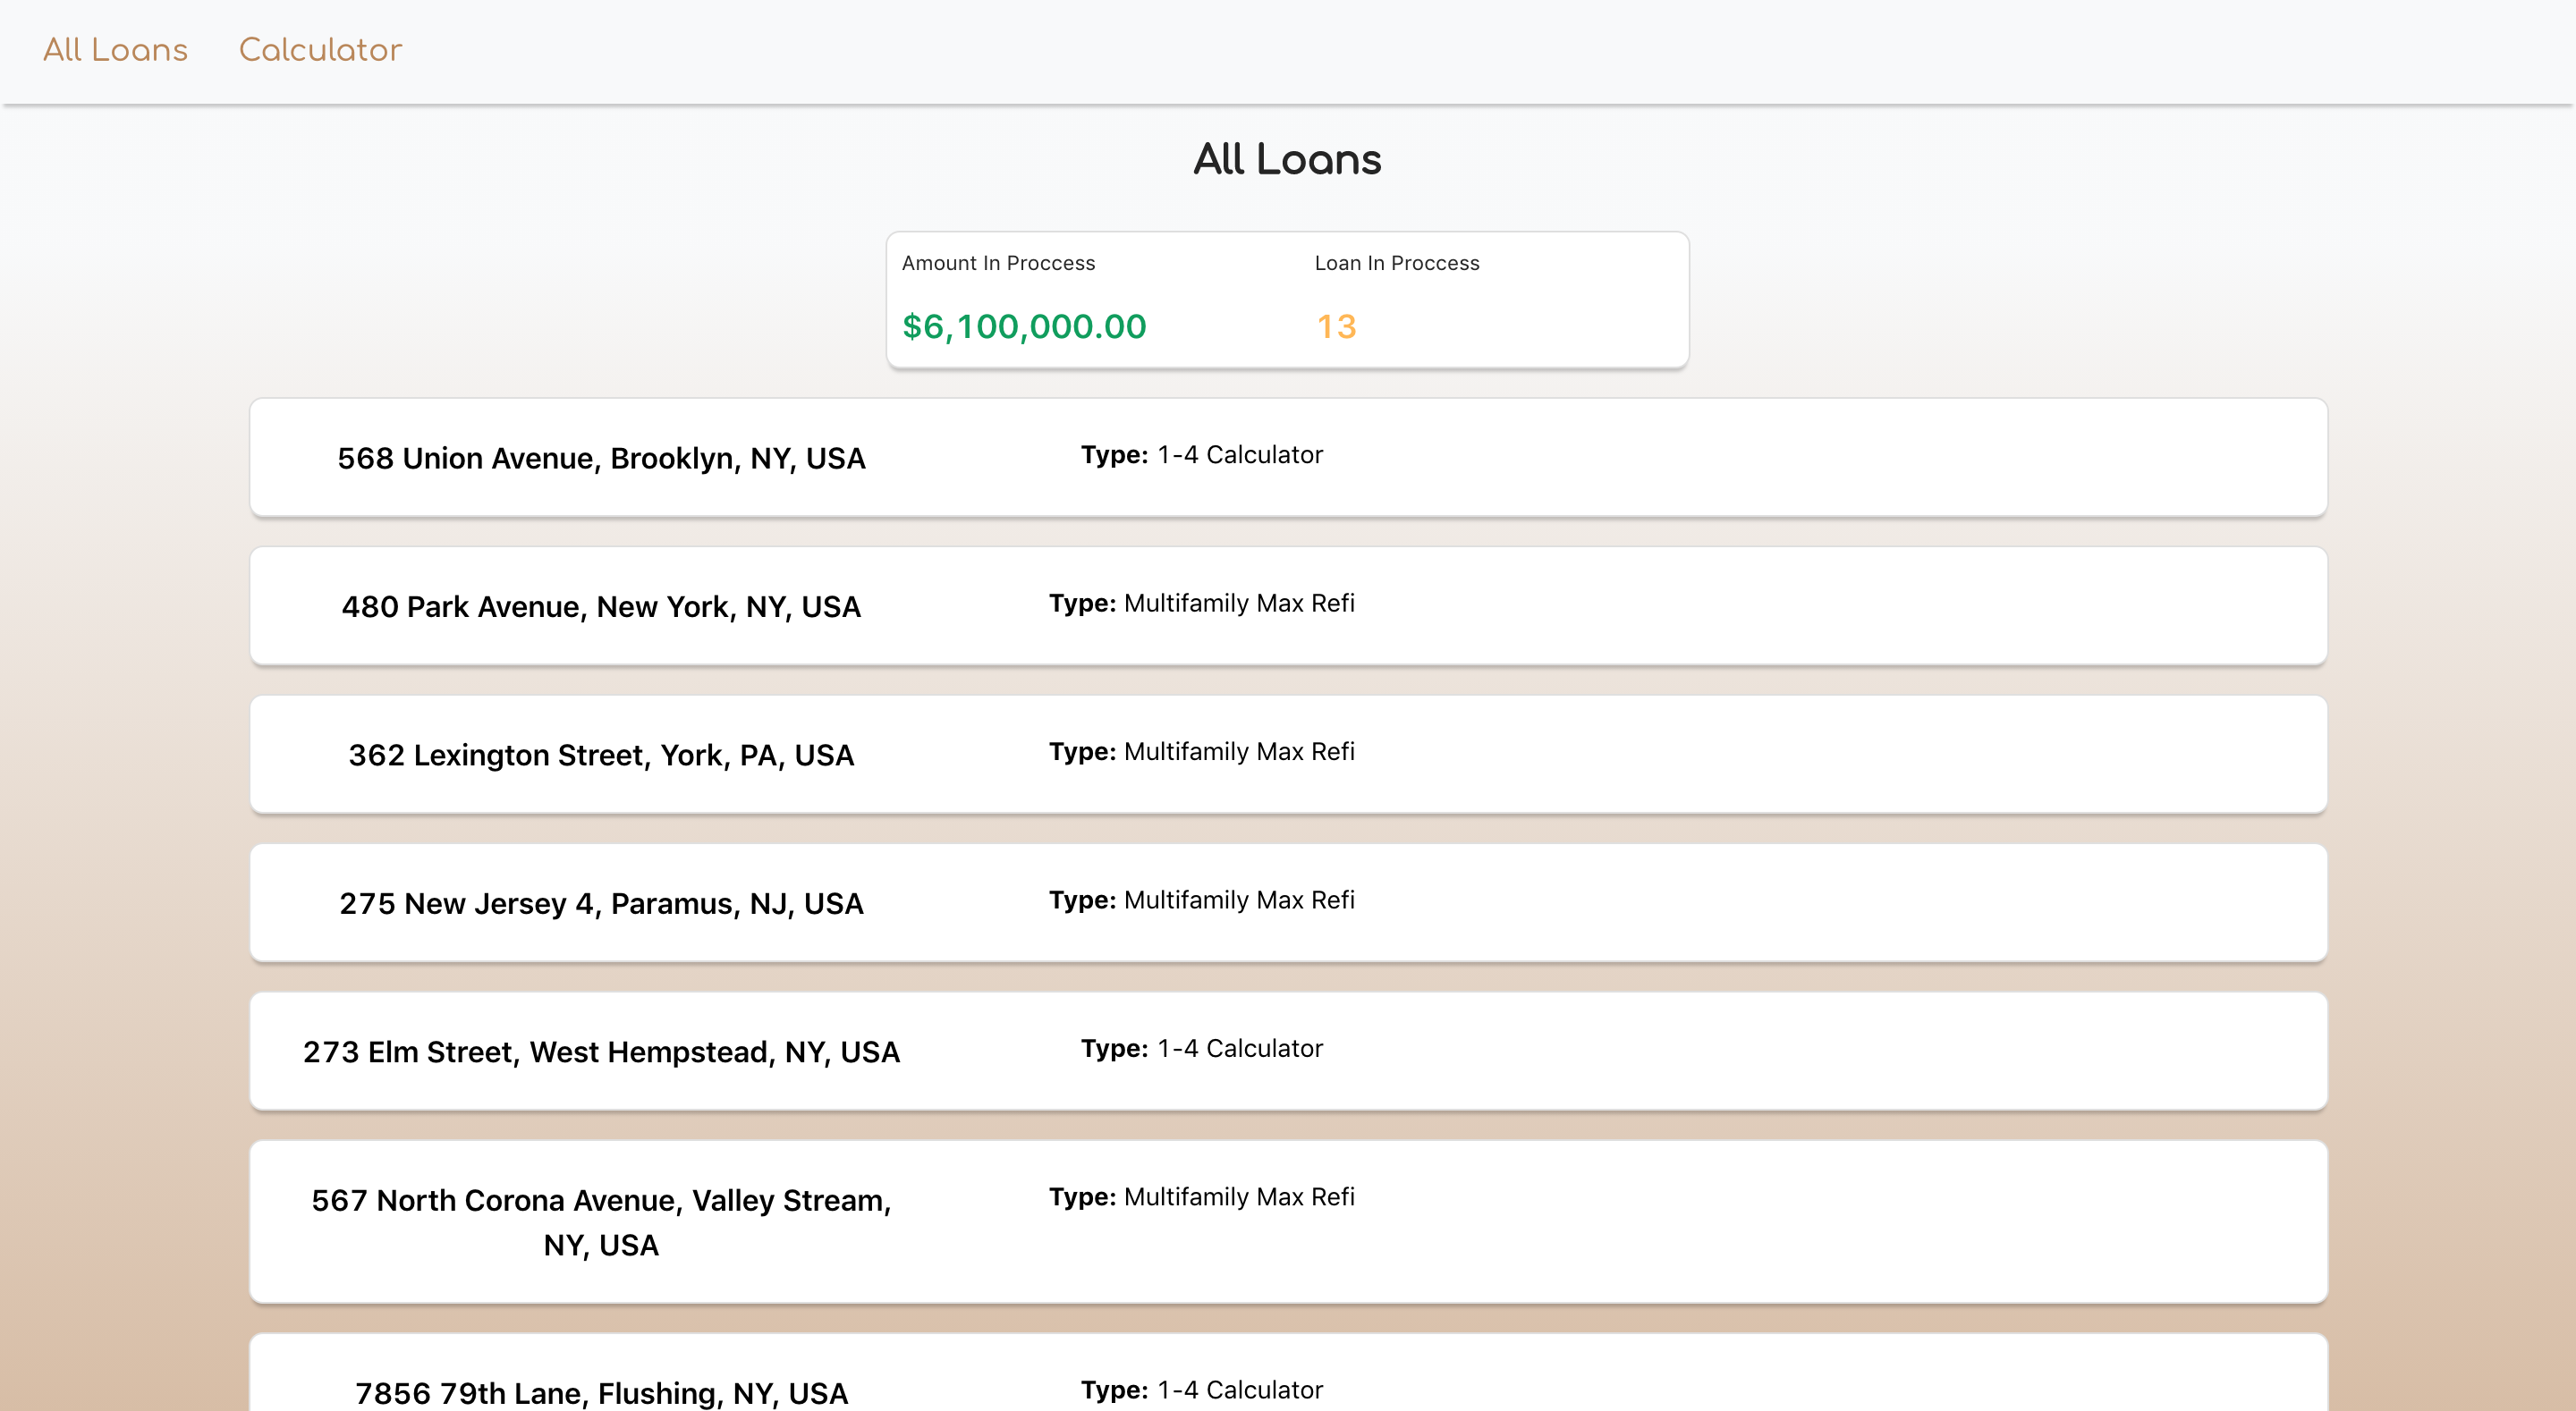 All Loans Calculator
All Loans
Amount In Proccess Loan In Proccess
$6,100,000.00 13
568 Union Avenue, Brooklyn, NY, USA Type: 1-4 Calculator
480 Park Avenue, New York, NY, USA Type: Multifamily Max Refi
362 Lexington Street, York, PA, USA Type: Multifamily Max Refi
275 New Jersey 4, Paramus, NJ, USA Type: Multifamily Max Refi
273 Elm Street, West Hempstead, NY, USA Type: 1-4 Calculator
567 North Corona Avenue, Valley Stream, Type: Multifamily Max Refi
NY, USA
7856 79th Lane, Flushing, NY, USA Type: 1-4 Calculator